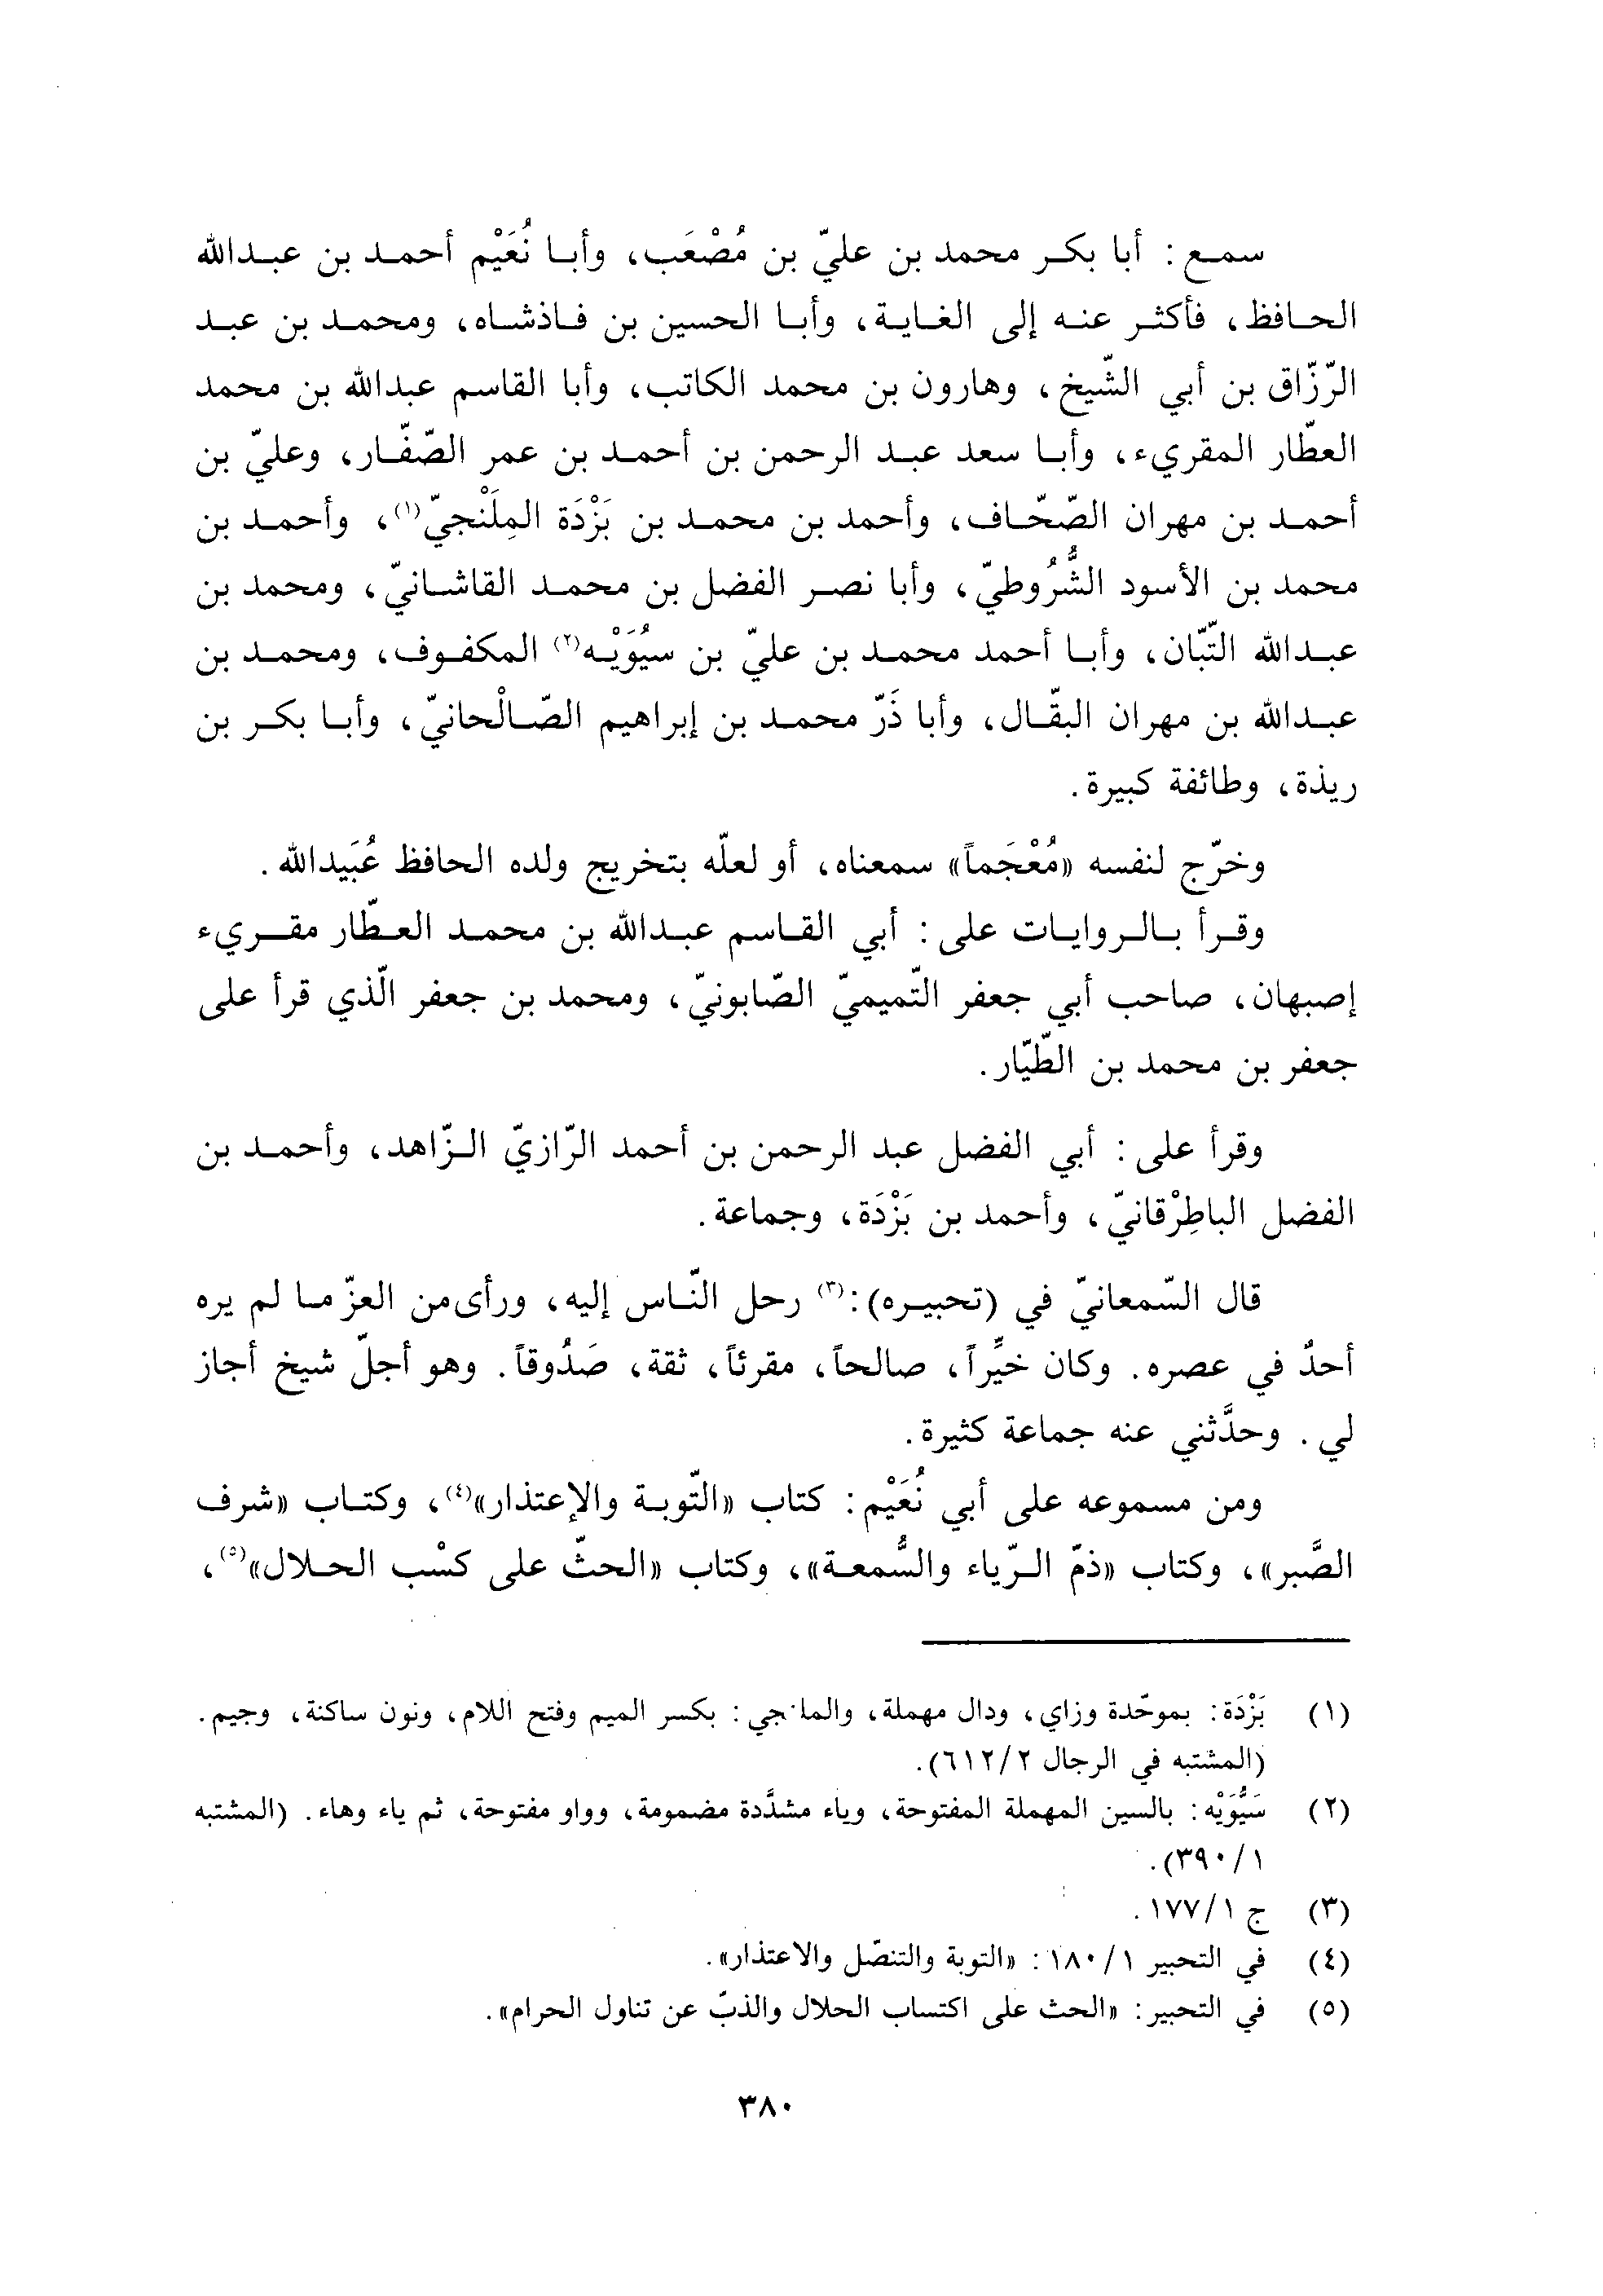 سمع: أبا بكر محمد بن عليّ بن مُصْعَب، وأبا نُعَيْم أحمد بن عبدالله
الحافظ، فأكثر عنه إلى الغاية، وأبا الحسين بن فاذشاه، ومحمد بن عبد
الرّزّاق بن أبي الشّيخ، وهارون بن محمد الكاتب، وأبا القاسم عبدالله بن محمد
العطّار المقريء، وأبا سعد عبد الرحمن بن أحمد بن عمر الصّفّار، وعليّ بن
أحمد بن مهران الصّحّاف، وأحمد بن محمد بن بَزْدَة المِلَنْجيّ(١)، وأحمد بن
محمد بن الأسود الشُّرُوطيّ، وأبا نصر الفضل بن محمد القاشانيّ، ومحمد بن
عبدالله التّبّان، وأبا أحمد محمد بن عليّ بن سيُوَيْه(٢) المكفوف، ومحمد بن
عبدالله بن مهران البقّال، وأبا ذَرّ محمد بن إبراهيم الصّالْحانيّ، وأبا بكر بن
ريذة، وطائفة كبيرة.
وخرّج لنفسه «مُعْجَماً» سمعناه، أو لعلّه بتخريج ولده الحافظ عُبَيدالله.
وقرأ بالروايات على: أبي القاسم عبدالله بن محمد العطّار مقريء
إصبهان، صاحب أبي جعفر التّميميّ الصّابونيّ، ومحمد بن جعفر الّذي قرأ على
جعفر بن محمد بن الطّيّار.
وقرأ على: أبي الفضل عبد الرحمن بن أحمد الرّازيّ الزّاهد، وأحمد بن
الفضل الباطِرْقانيّ، وأحمد بن بَزْدَة، وجماعة.
قال السّمعانيّ في (تحبيره):(٣) رحل النّاس إليه، ورأى من العزّ ما لم يره
أحدٌ في عصره. وكان خيِّراً، صالحاً، مقرئاً، ثقة، صَدُوقاً. وهو أجلّ شيخ أجاز
لي. وحدَّثني عنه جماعة كثيرة.
ومن مسموعه على أبي نُعَيْم: كتاب «التّوبة والإعتذار»(٤)، وكتاب «شرف
الصَّبر»، وكتاب «ذمّ الرّياء والسُّمعة»، وكتاب «الحثّ على كسْب الحلال»(٥)،
(١) بَزْدَة: بموحّدة وزاي، ودال مهملة، والملنجي: بكسر الميم وفتح اللام، ونون ساكنة، وجيم.
(المشتبه في الرجال ٦١٢/٢).
(٢) سَيُّوَيْه: بالسين المهملة المفتوحة، وياء مشدَّدة مضمومة، وواو مفتوحة، ثم ياء وهاء. (المشتبه
٣٩٠/١).
(٣) ج ١٧٧/١.
(٤) في التحبير ١٨٠/١: «التوبة والتنصّل والاعتذار».
(٥) في التحبير: «الحث على اكتساب الحلال والذبّ عن تناول الحرام».
٣٨٠